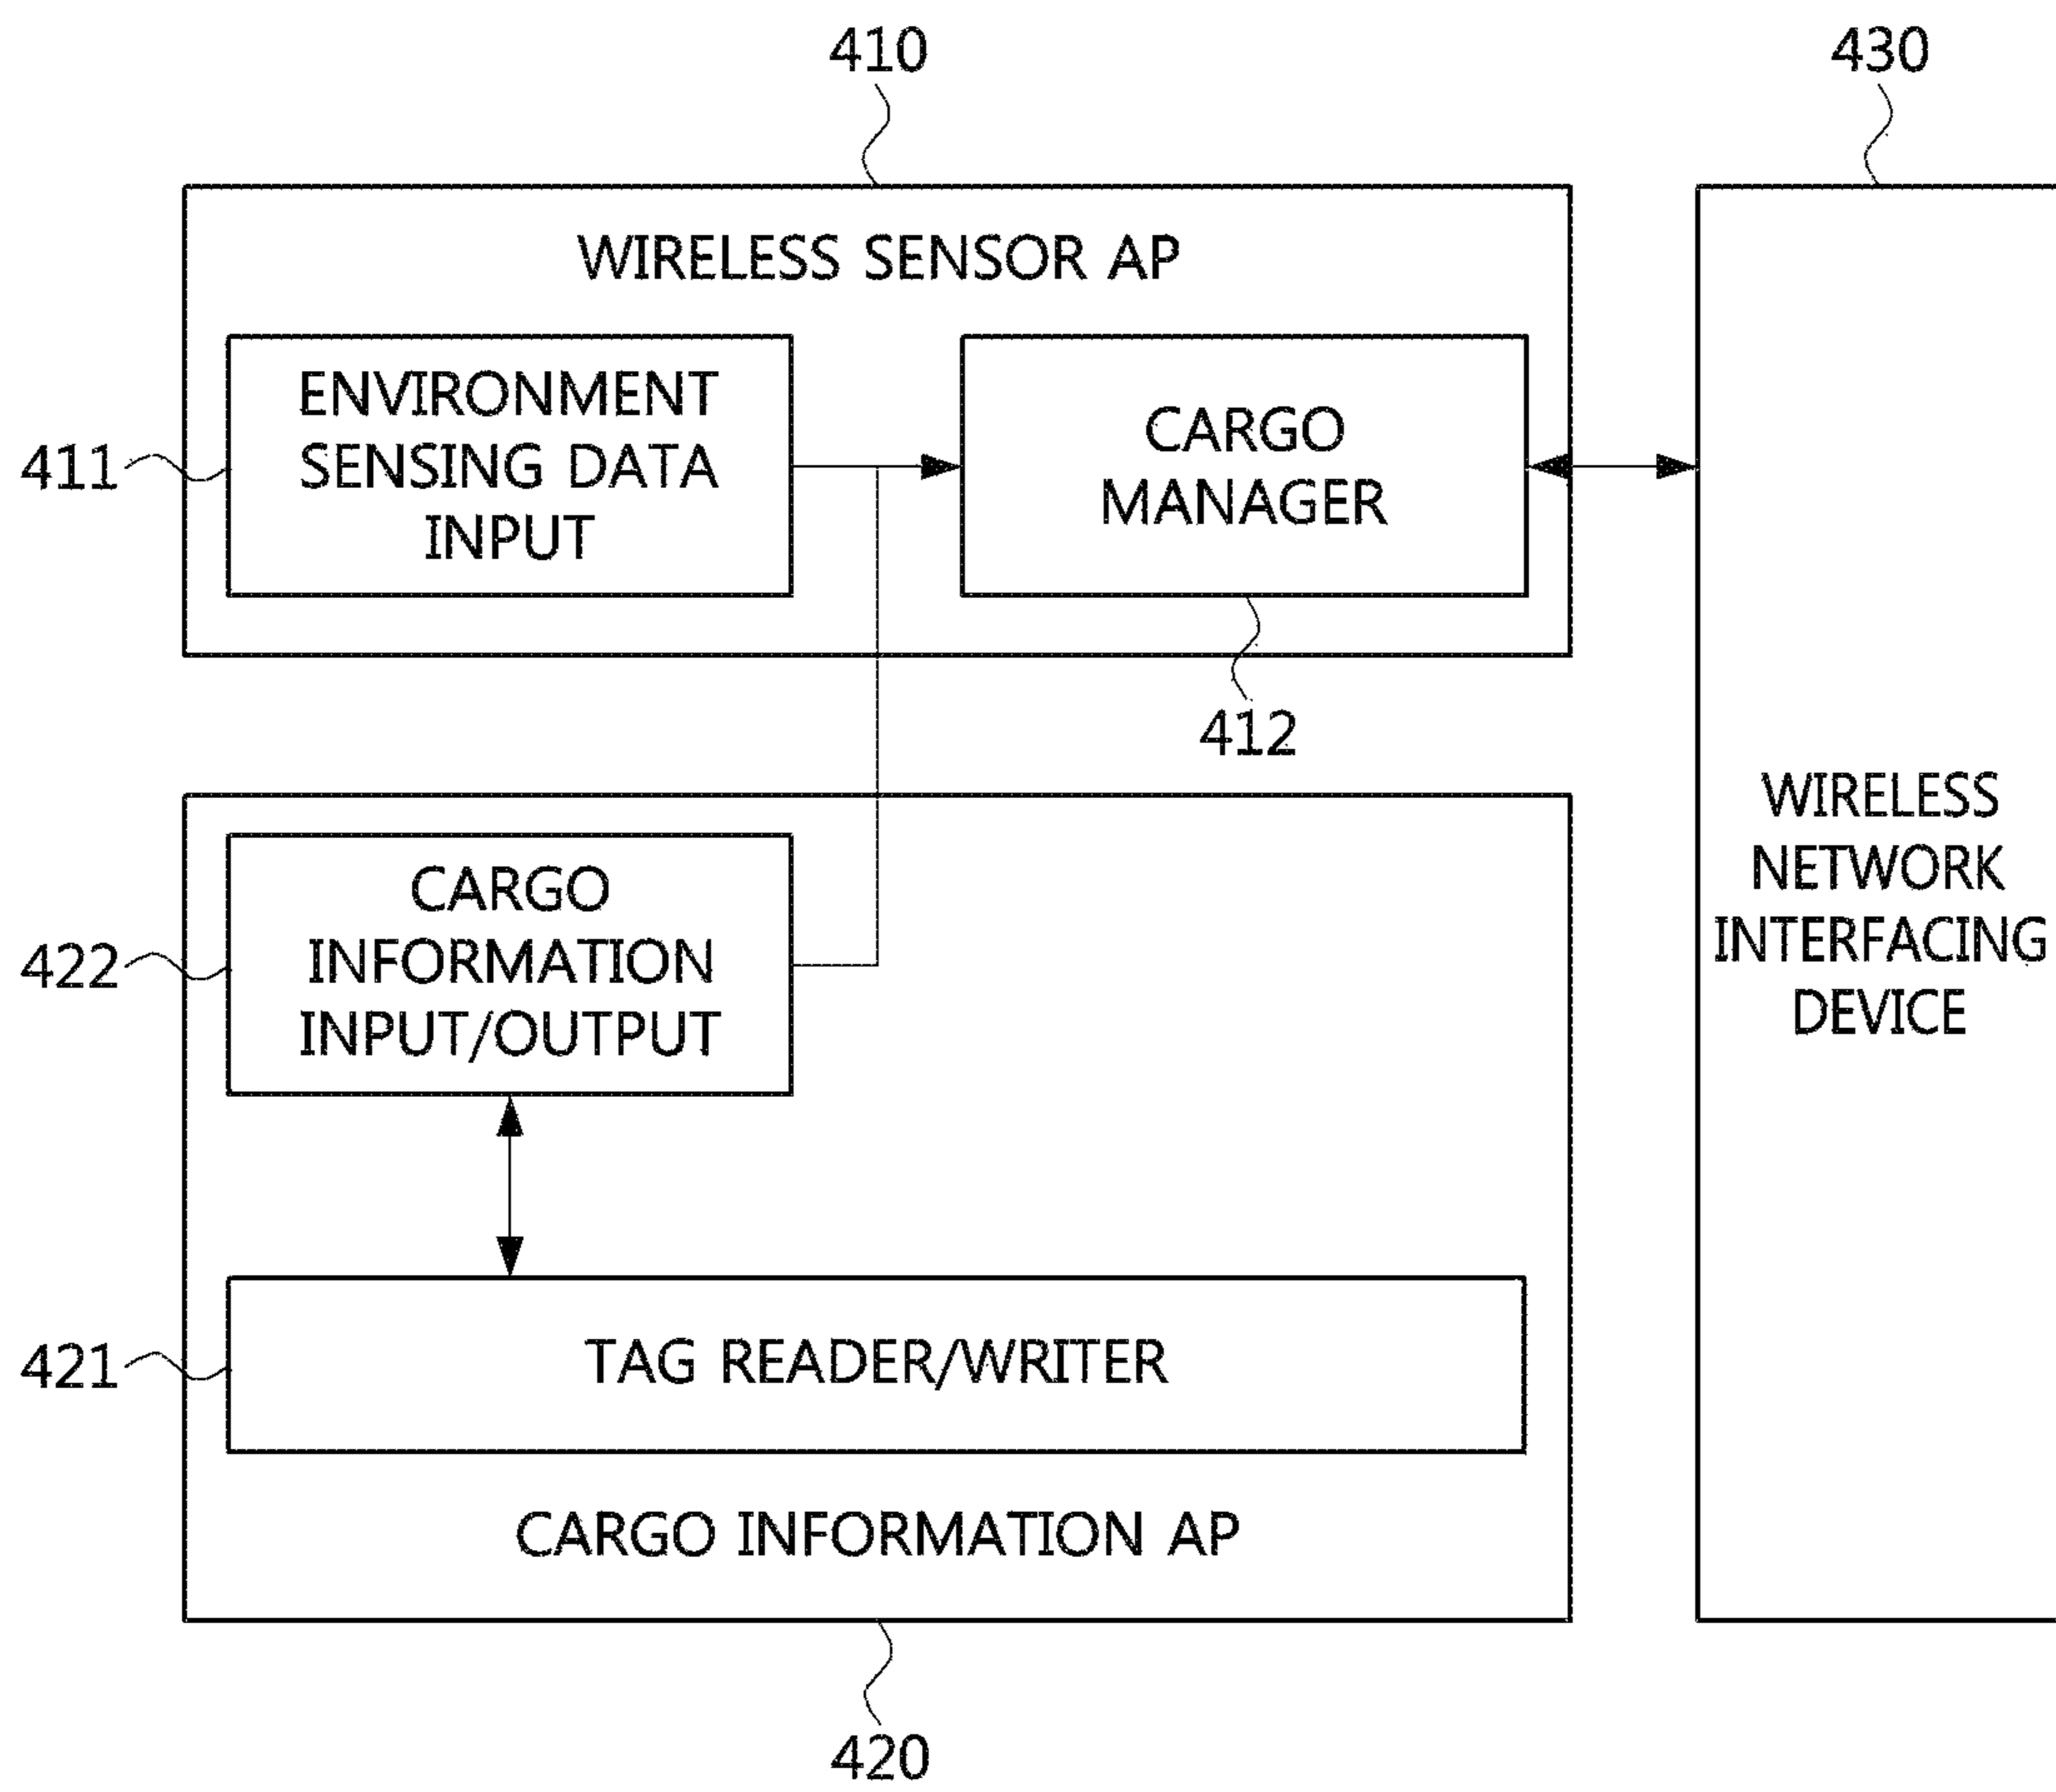 410
430
WIRELESS SENSOR AP
ENVIRONMENT
SENSING DATA
INPUT
411
CARGO
MANAGER
412
WIRELESS
NETWORK
INTERFACING
DEVICE
CARGO
INFORMATION
INPUT/OUTPUT
422
TAG READER/WRITER
421
CARGO INFORMATION AP
420